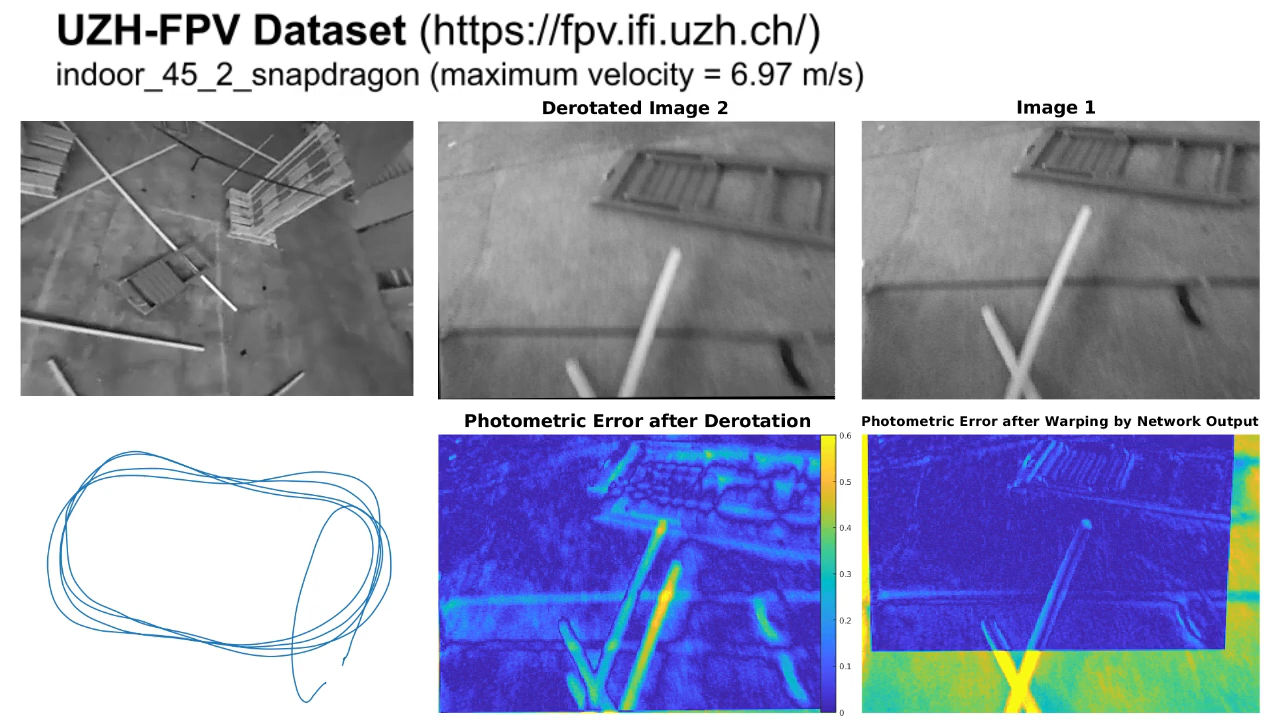 UZH-FPV Dataset (https://fpv.ifi.uzh.ch/)
indoor_45_2_snapdragon (maximum velocity = 6.97 m/s)
Derotated Image 2
Image 1
Photometric Error after Derotation
Photometric Error after Warping by Network Output
0.6
0.5
0.4
0.3
0.2
0.1
0